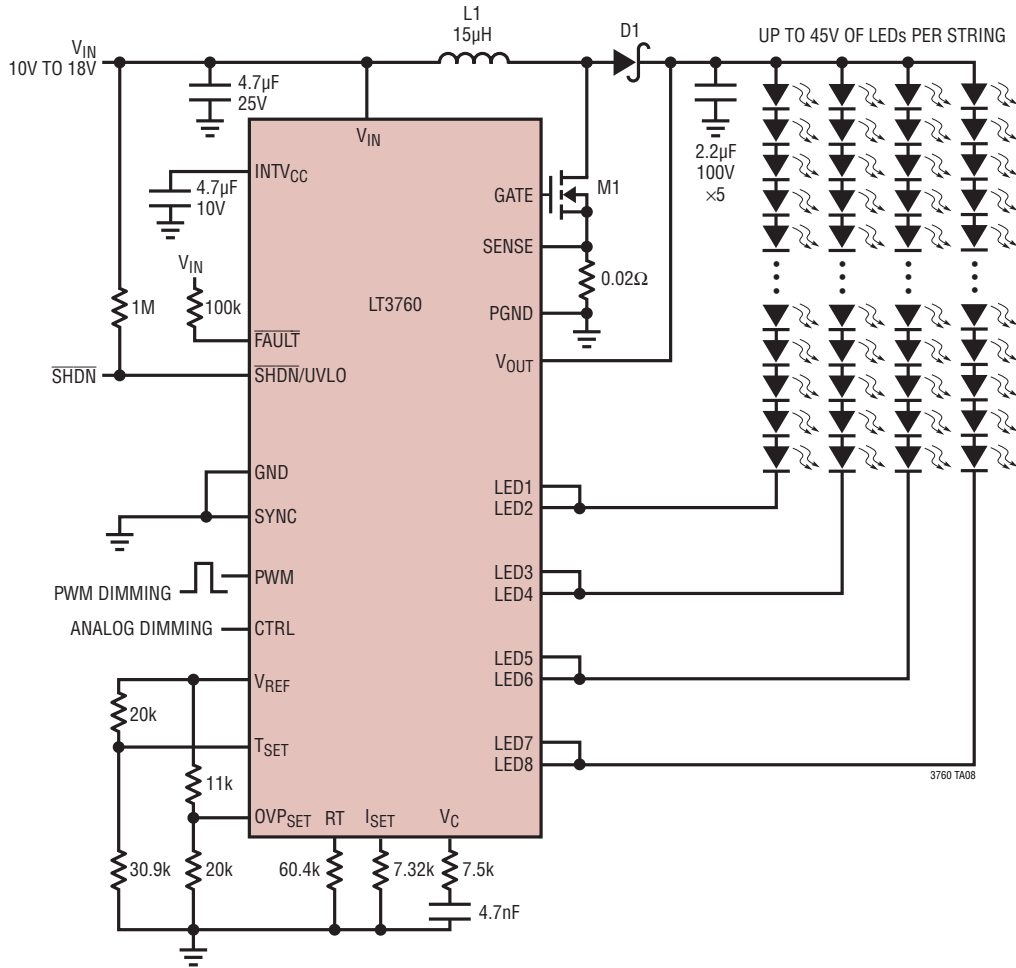 L1
15µH
D1
UP TO 45V OF LEDs PER STRING
VIN
10V TO 18V
4.7µF
25V
2.2µF
100V
×5
VIN
INTVCC
4.7µF
10V
GATE
M1
SENSE
0.02Ω
VIN
100k
1M
LT3760
PGND
FAULT
VOUT
SHDN
SHDN/UVLO
GND
SYNC
LED1
LED2
PWM DIMMING
PWM
LED3
LED4
ANALOG DIMMING
CTRL
LED5
LED6
VREF
20k
TSET
LED7
LED8
3760 TA08
11k
OVPSET
RT
ISET
VC
30.9k
20k
60.4k
7.32k
7.5k
4.7nF